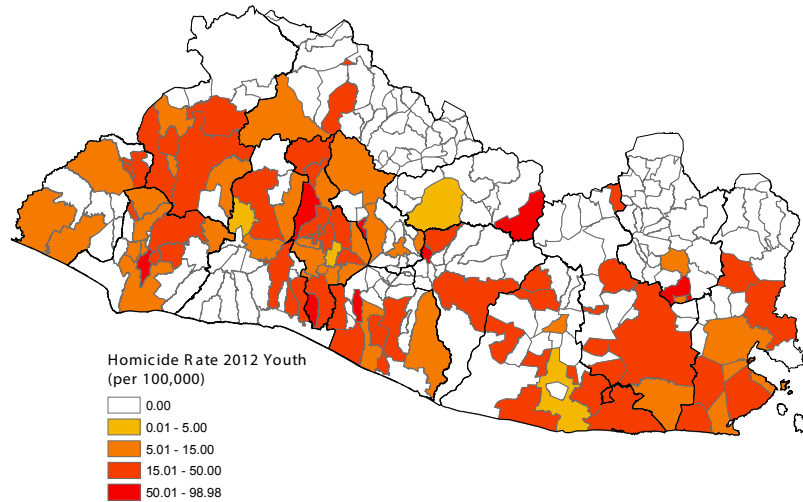 Homicide Rate 2012 Youth
(per 100,000)
0.00
0.01 - 5.00
5.01 - 15.00
15.01 - 50.00
50.01 - 98.98